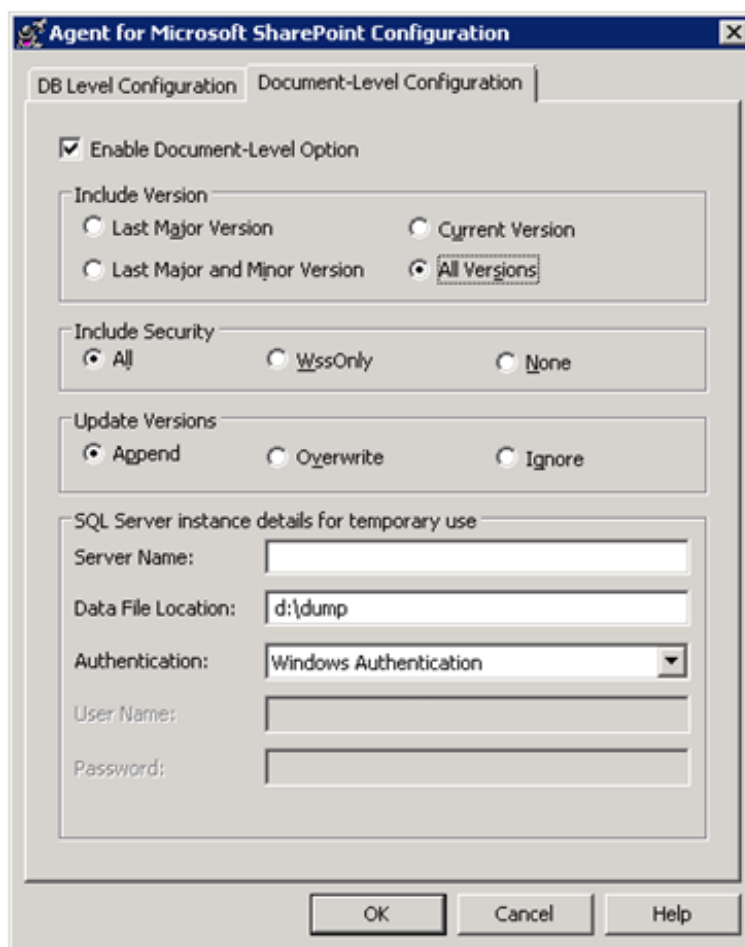 Agent for Microsoft SharePoint Configuration
DB Level Configuration Document-Level Configuration
Enable Document-Level Option
Include Version
Last Major Version Current Version
Last Major and Minor Version All Versions
Include Security
All WssOnly None
Update Versions
Append Overwrite Ignore
SQL Server instance details for temporary use
Server Name:
Data File Location: d:\dump
Authentication: Windows Authentication
User Name:
Password:
OK Cancel Help